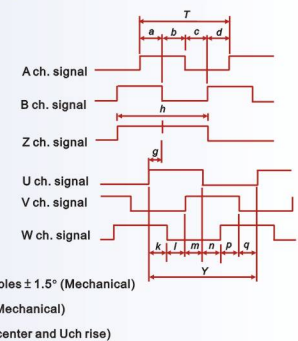 T
a b c d
A ch. signal
B ch. signal
h
Z ch. signal
g
U ch. signal
V ch. signal
W ch. signal
k l m n p q
Y
oles ± 1.5° (Mechanical)
Mechanical)
center and Uch rise)